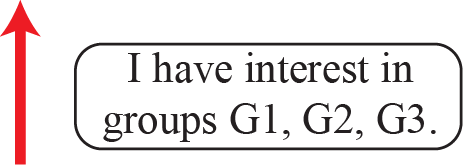 I have interest in
groups G1, G2, G3.